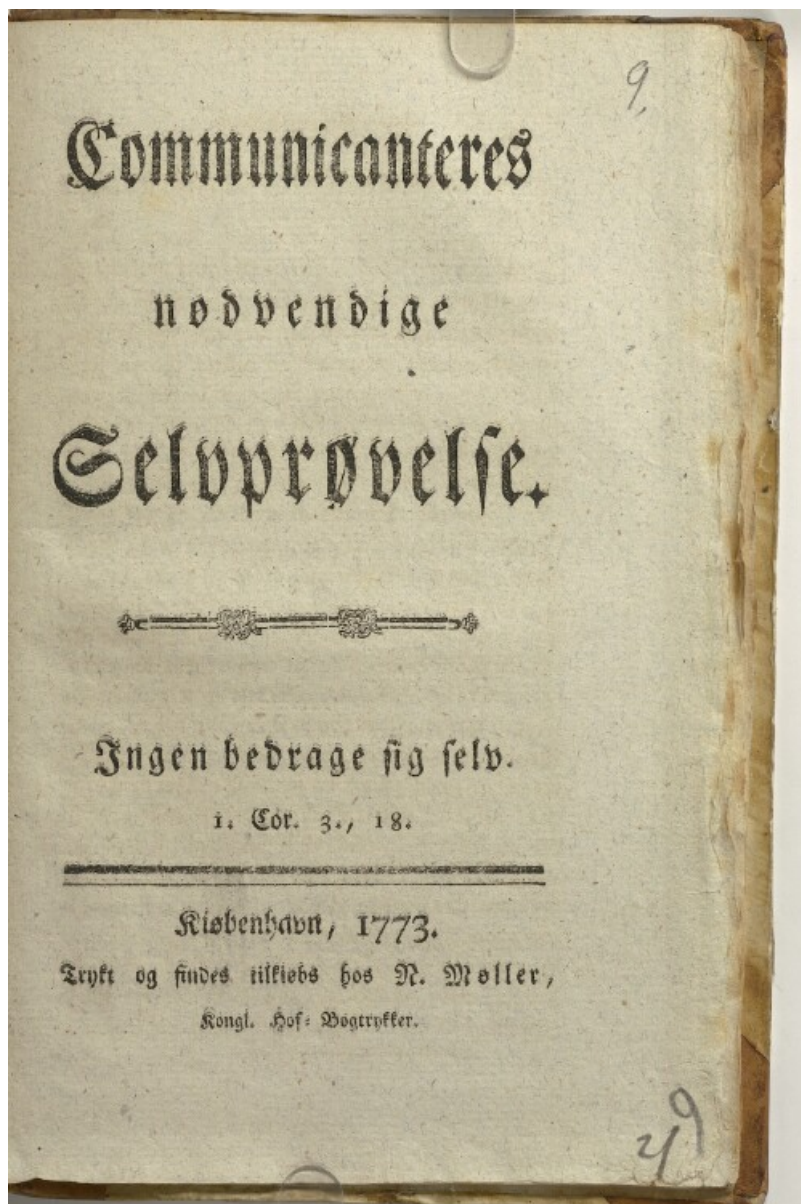 9.
Communicanteres
nødvendige
Selvprøvelse.
Ingen bedrage sig selv.
1. Cor. 3., 18.
Kiøbenhavn, 1773.
Trykt og findes tilkiøbs hos N. Møller,
Kongl. Hof- Bogtrykker.